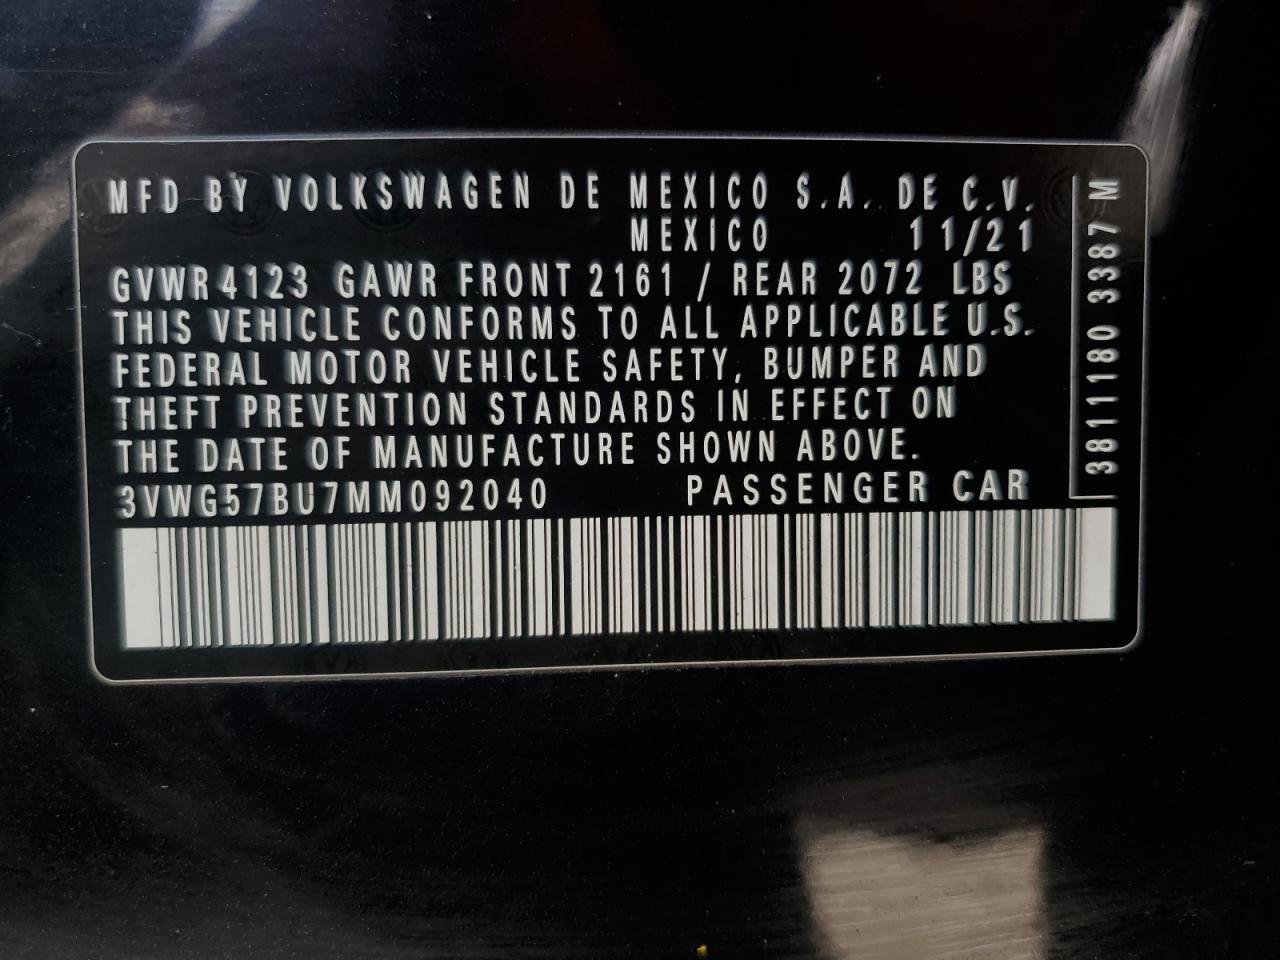 MFD BY VOLKSWAGEN DE MEXICO S.A. DE C.V.
MEXICO 11/21
GVWR 4123 GAWR FRONT 2161 / REAR 2072 LBS
THIS VEHICLE CONFORMS TO ALL APPLICABLE U.S.
FEDERAL MOTOR VEHICLE SAFETY, BUMPER AND
THEFT PREVENTION STANDARDS IN EFFECT ON
THE DATE OF MANUFACTURE SHOWN ABOVE.
3VWG57BU7MM092040 PASSENGER CAR
3811180 3387 M